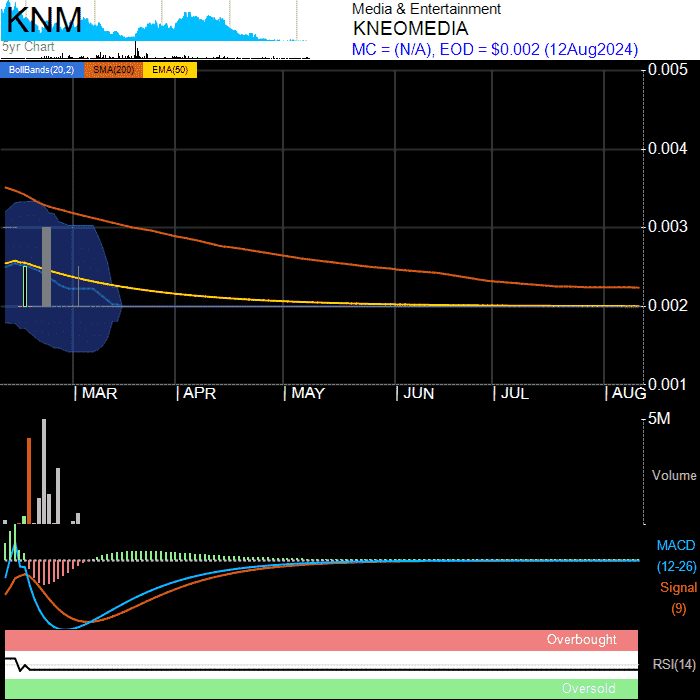 KNM
5yr Chart
Media & Entertainment
KNEOMEDIA
MC = (N/A), EOD = $0.002 (12Aug2024)
BollBands(20,2) SMA(200) EMA(50)
0.005
0.004
0.003
0.002
0.001
MAR APR MAY JUN JUL AUG
5M
Volume
MACD
(12-26)
Signal
(9)
Overbought
RSI(14)
Oversold